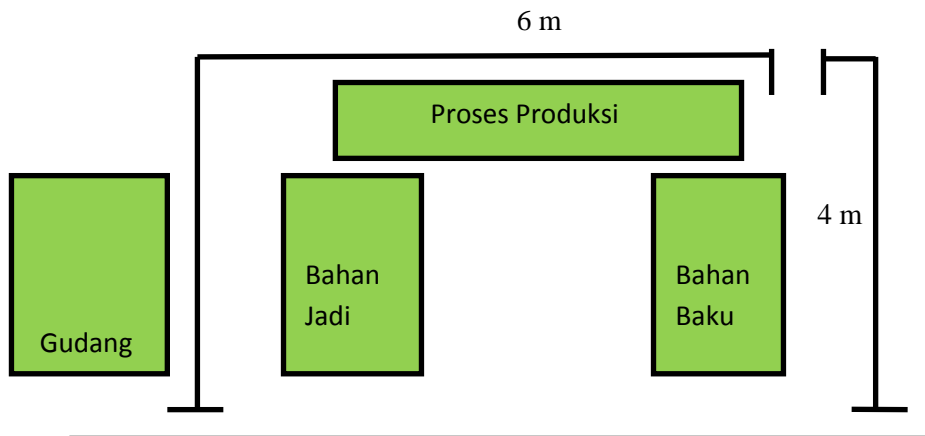 6 m
Proses Produksi
4 m
Bahan
Jadi
Bahan
Baku
Gudang